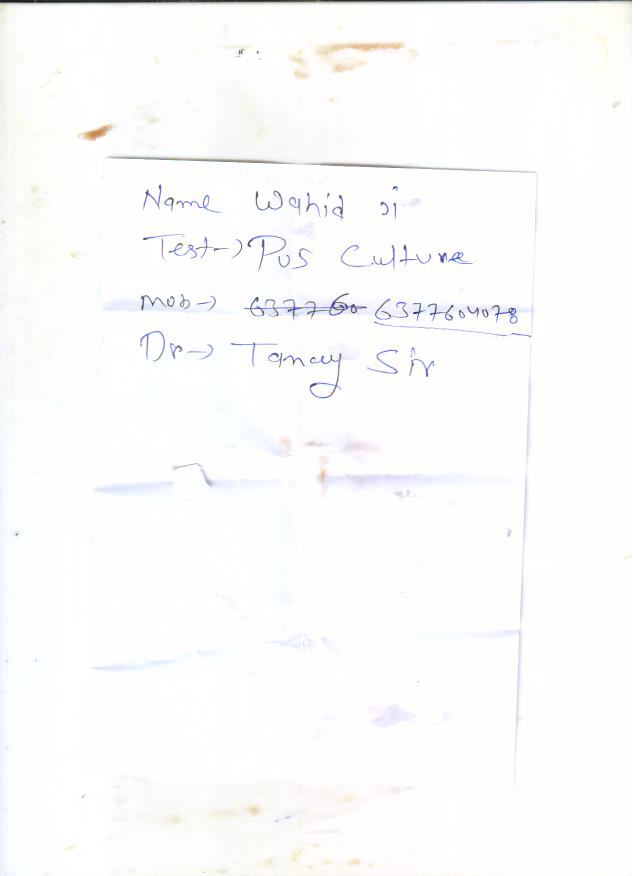 Name Wahid Ji
Test-> Pus Culture
Mob-> 637760 6377604078
Dr-> Tanay Sir